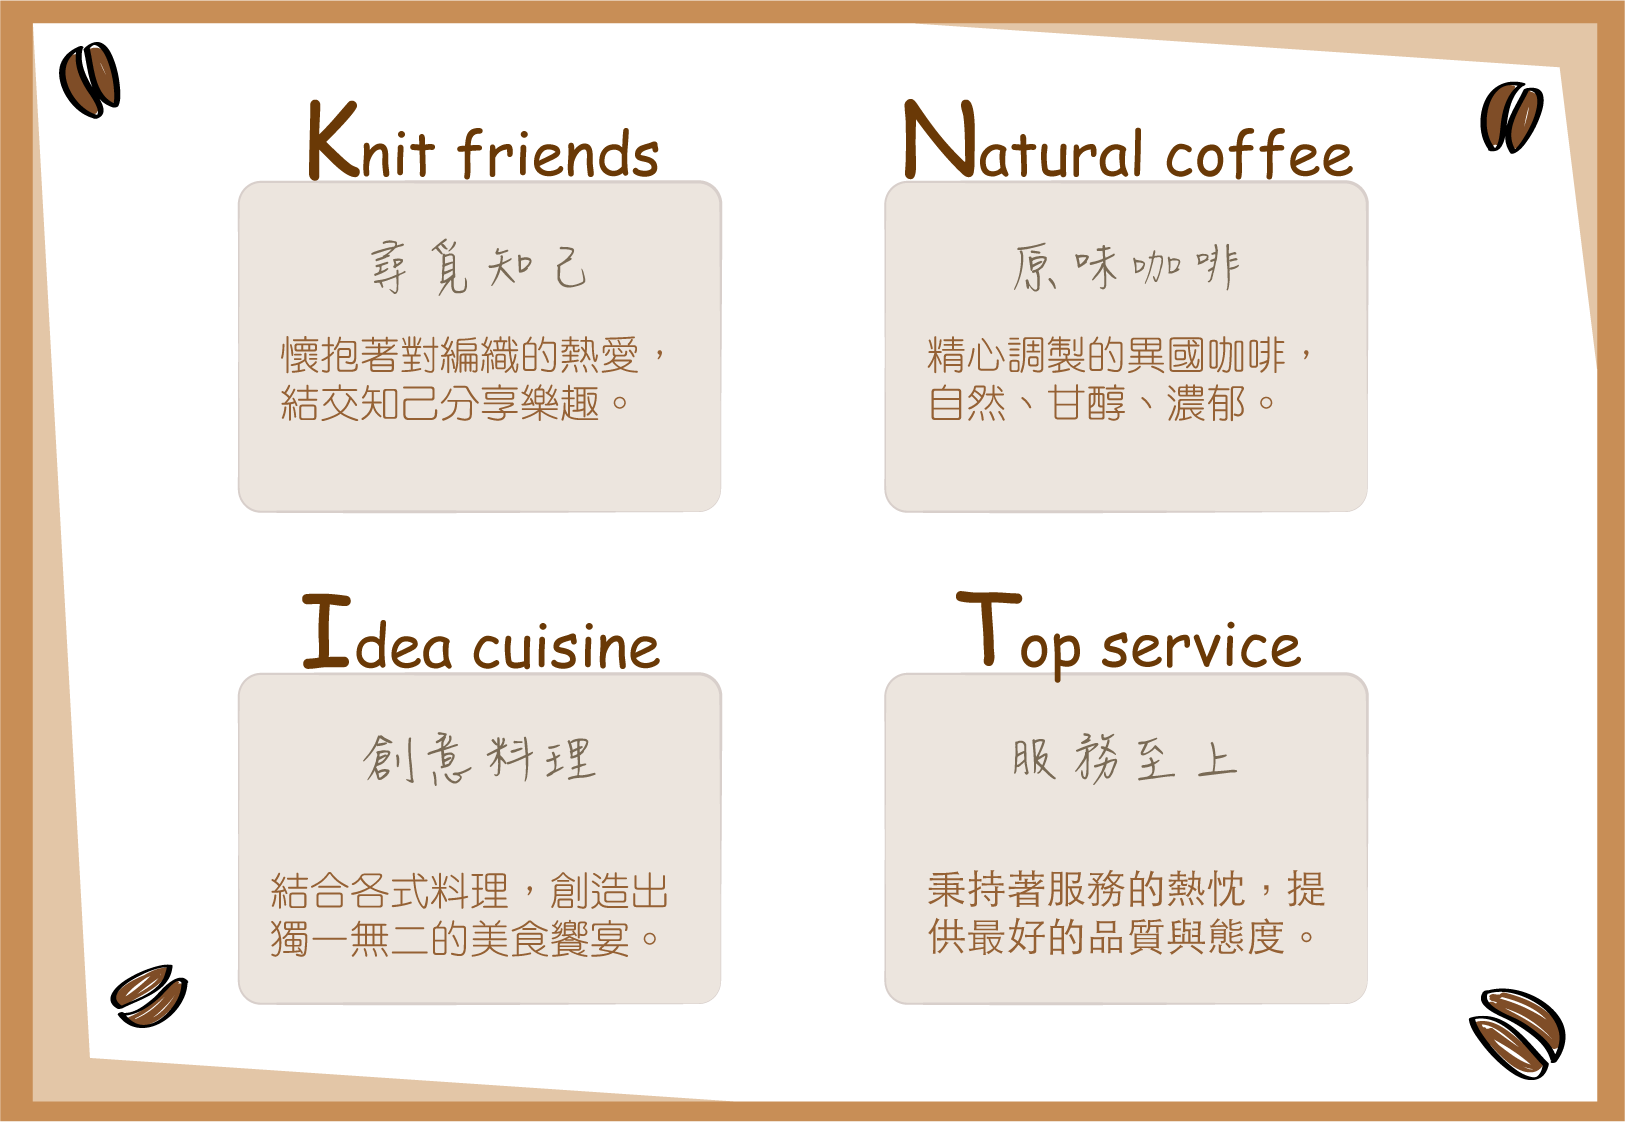 Knit friends
尋覓知己
懷抱著對編織的熱愛，
結交知己分享樂趣。
Natural coffee
原味咖啡
精心調製的異國咖啡，
自然、甘醇、濃郁。
Idea cuisine
創意料理
結合各式料理，創造出
獨一無二的美食饗宴。
Top service
服務至上
秉持著服務的熱忱，提
供最好的品質與態度。